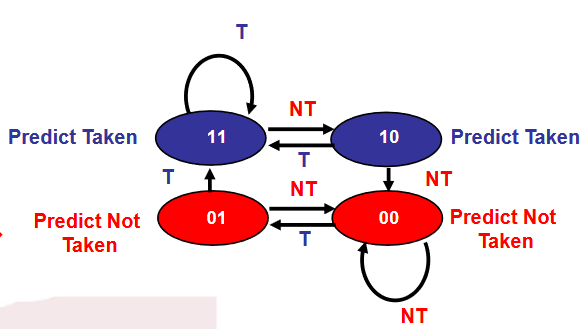 T
NT
Predict Taken
11
10
Predict Taken
T
T
NT
NT
Predict Not
Taken
01
00
Predict Not
Taken
T
NT